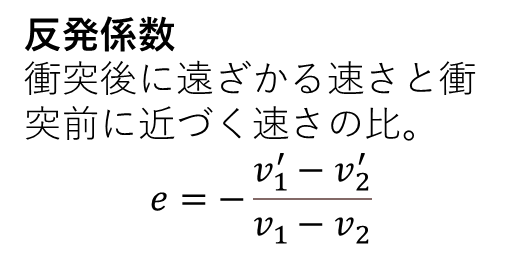 反発係数
衝突後に遠ざかる速さと衝
突前に近づく速さの比。
e = − (v₁′ − v₂′) / (v₁ − v₂)